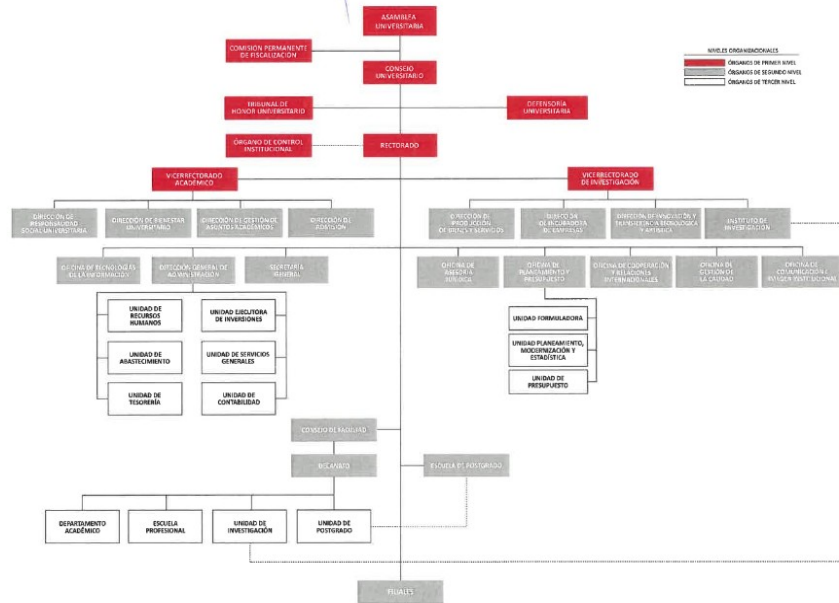 ASAMBLEA
UNIVERSITARIA
COMISIÓN PERMANENTE
DE FISCALIZACIÓN
CONSEJO
UNIVERSITARIO
NIVELES ORGANIZACIONALES
ÓRGANOS DE PRIMER NIVEL
ÓRGANOS DE SEGUNDO NIVEL
ÓRGANOS DE TERCER NIVEL
TRIBUNAL DE
HONOR UNIVERSITARIO
DEFENSORÍA
UNIVERSITARIA
ÓRGANO DE CONTROL
INSTITUCIONAL
RECTORADO
VICERRECTORADO
ACADÉMICO
VICERRECTORADO
DE INVESTIGACIÓN
DIRECCIÓN DE
RESPONSABILIDAD
SOCIAL UNIVERSITARIA
DIRECCIÓN DE BIENESTAR
UNIVERSITARIO
DIRECCIÓN DE GESTIÓN DE
ASUNTOS ACADÉMICOS
DIRECCIÓN DE
ADMISIÓN
DIRECCIÓN DE
PRODUCCIÓN
DE BIENES Y SERVICIOS
DIRECCIÓN DE
INCUBADORA
DE EMPRESAS
DIRECCIÓN DE INNOVACIÓN Y
TRANSFERENCIA TECNOLÓGICA
Y ARTÍSTICA
INSTITUTO DE
INVESTIGACIÓN
OFICINA DE TECNOLOGÍAS
DE LA INFORMACIÓN
DIRECCIÓN GENERAL DE
ADMINISTRACIÓN
SECRETARÍA
GENERAL
OFICINA DE
ASESORÍA
JURÍDICA
OFICINA DE
PLANEAMIENTO Y
PRESUPUESTO
OFICINA DE COOPERACIÓN
Y RELACIONES
INTERNACIONALES
OFICINA DE
GESTIÓN DE
LA CALIDAD
OFICINA DE
COMUNICACIÓN E
IMAGEN INSTITUCIONAL
UNIDAD DE
RECURSOS
HUMANOS
UNIDAD EJECUTORA
DE INVERSIONES
UNIDAD FORMULADORA
UNIDAD DE
ABASTECIMIENTO
UNIDAD DE SERVICIOS
GENERALES
UNIDAD PLANEAMIENTO,
MODERNIZACIÓN Y
ESTADÍSTICA
UNIDAD DE
TESORERÍA
UNIDAD DE
CONTABILIDAD
UNIDAD DE
PRESUPUESTO
CONSEJO DE FACULTAD
DECANATO
ESCUELA DE POSTGRADO
DEPARTAMENTO
ACADÉMICO
ESCUELA
PROFESIONAL
UNIDAD DE
INVESTIGACIÓN
UNIDAD DE
POSTGRADO
FILIALES